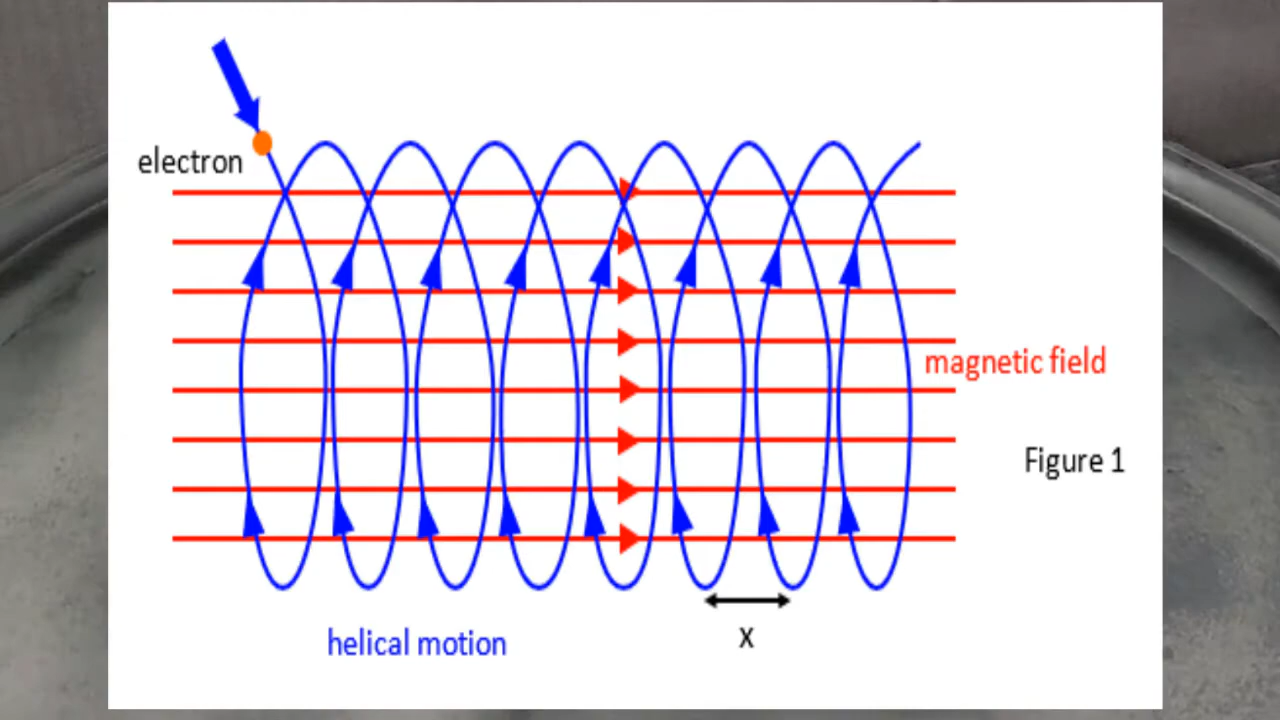 electron
magnetic field
Figure 1
x
helical motion